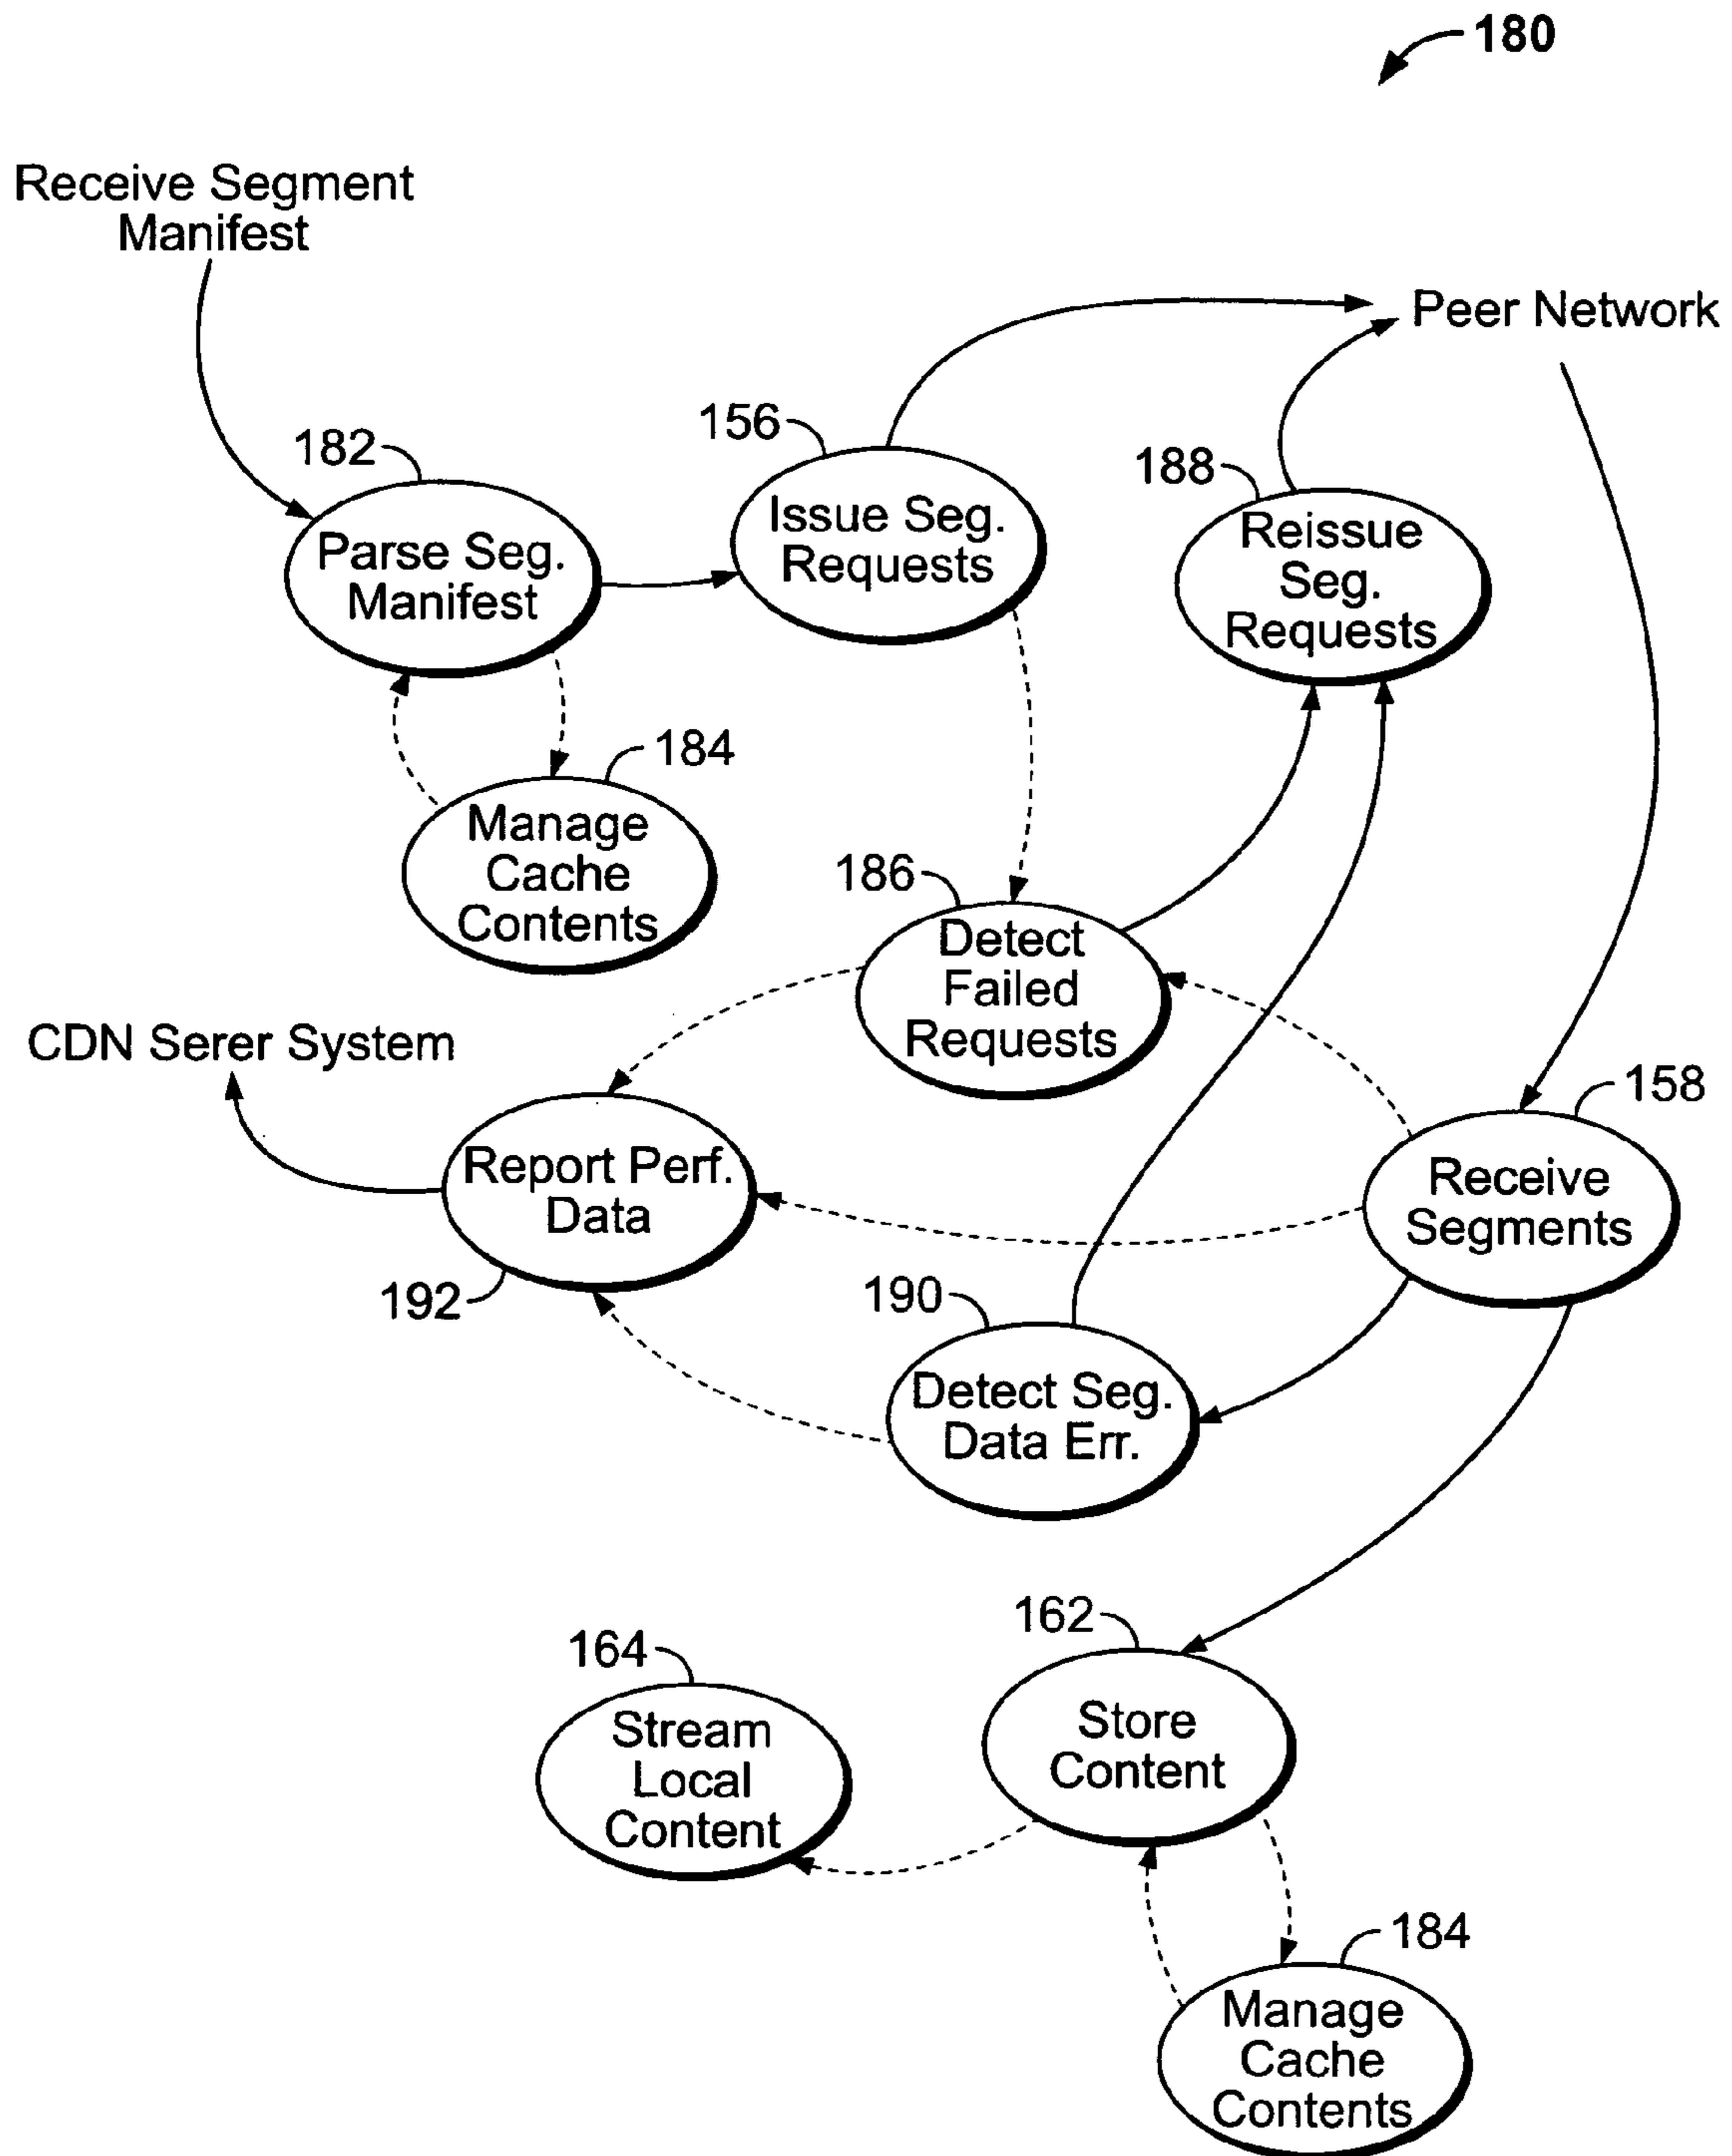 180
Receive Segment
Manifest
Peer Network
156
182
188
Issue Seg.
Requests
Reissue
Seg.
Requests
Parse Seg.
Manifest
184
Manage
Cache
Contents
186
Detect
Failed
Requests
CDN Serer System
158
Report Perf.
Data
Receive
Segments
192
190
Detect Seg.
Data Err.
162
164
Store
Content
Stream
Local
Content
184
Manage
Cache
Contents